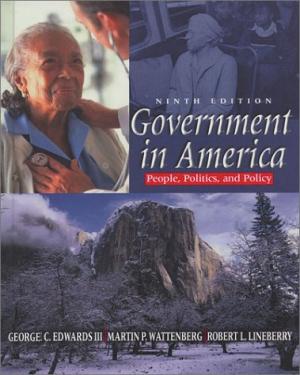 NINTH EDITION
Government
in America
People, Politics, and Policy
GEORGE C. EDWARDS III / MARTIN P. WATTENBERG / ROBERT L. LINEBERRY